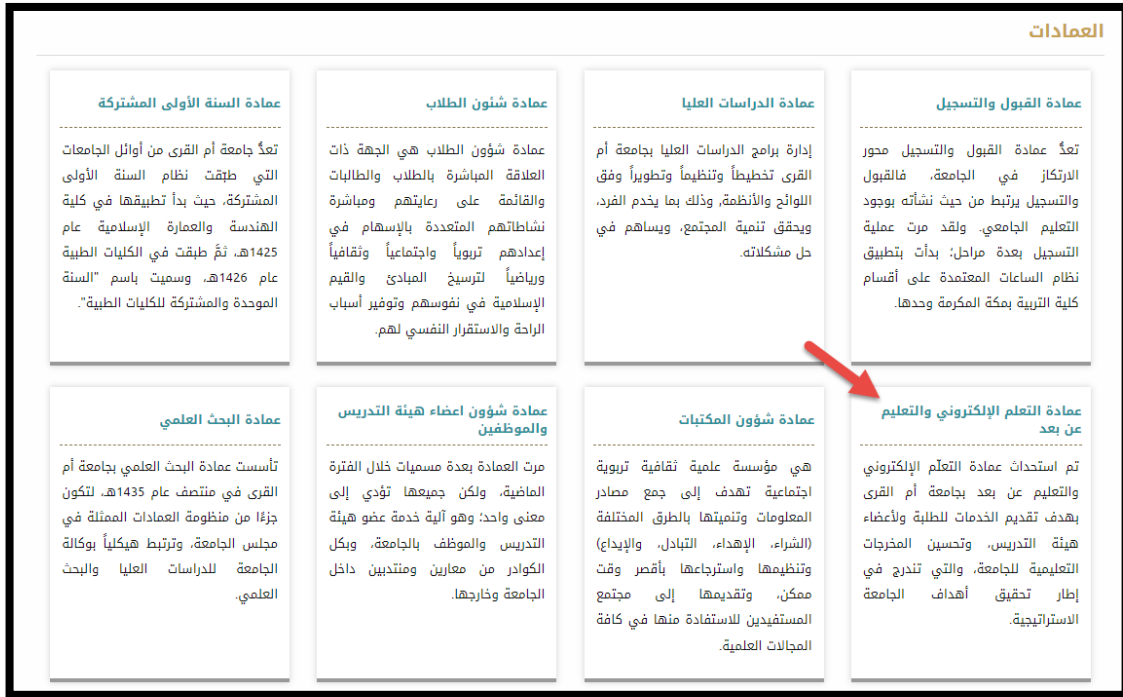 العمادات
عمادة القبول والتسجيل
تعدُّ عمادة القبول والتسجيل محور
الارتكاز في الجامعة، فالقبول
والتسجيل يرتبط من حيث نشأته بوجود
التعليم الجامعي. ولقد مرت عملية
التسجيل بعدة مراحل؛ بدأت بتطبيق
نظام الساعات المعتمدة على أقسام
كلية التربية بمكة المكرمة وحدها.
عمادة الدراسات العليا
إدارة برامج الدراسات العليا بجامعة أم
القرى تخطيطاً وتنظيماً وتطويراً وفق
اللوائح والأنظمة، وذلك بما يخدم الفرد،
ويحقق تنمية المجتمع، ويساهم في
حل مشكلاته.
عمادة شئون الطلاب
عمادة شؤون الطلاب هي الجهة ذات
العلاقة المباشرة بالطلاب والطالبات
والقائمة على رعايتهم ومباشرة
نشاطاتهم المتعددة بالإسهام في
إعدادهم تربوياً واجتماعياً وثقافياً
ورياضياً لترسيخ المبادئ والقيم
الإسلامية في نفوسهم وتوفير أسباب
الراحة والاستقرار النفسي لهم.
عمادة السنة الأولى المشتركة
تعدُّ جامعة أم القرى من أوائل الجامعات
التي طبّقت نظام السنة الأولى
المشتركة، حيث بدأ تطبيقها في كلية
الهندسة والعمارة الإسلامية عام
1425هـ، ثمَّ طبقت في الكليات الطبية
عام 1426هـ، وسميت باسم "السنة
الموحدة والمشتركة للكليات الطبية".
عمادة التعلم الإلكتروني والتعليم
عن بعد
تم استحداث عمادة التعلّم الإلكتروني
والتعليم عن بعد بجامعة أم القرى
بهدف تقديم الخدمات للطلبة ولأعضاء
هيئة التدريس، وتحسين المخرجات
التعليمية للجامعة، والتي تندرج في
إطار تحقيق أهداف الجامعة
الاستراتيجية.
عمادة شؤون المكتبات
هي مؤسسة علمية ثقافية تربوية
اجتماعية تهدف إلى جمع مصادر
المعلومات وتنميتها بالطرق المختلفة
(الشراء، الإهداء، التبادل، والإيداع)
وتنظيمها واسترجاعها بأقصر وقت
ممكن، وتقديمها إلى مجتمع
المستفيدين للاستفادة منها في كافة
المجالات العلمية.
عمادة شؤون اعضاء هيئة التدريس
والموظفين
مرت العمادة بعدة مسميات خلال الفترة
الماضية، ولكن جميعها تؤدي إلى
معنى واحد؛ وهو آلية خدمة عضو هيئة
التدريس والموظف بالجامعة، وبكل
الكوادر من معارين ومنتدبين داخل
الجامعة وخارجها.
عمادة البحث العلمي
تأسست عمادة البحث العلمي بجامعة أم
القرى في منتصف عام 1435هـ، لتكون
جزءًا من منظومة العمادات الممثلة في
مجلس الجامعة، وترتبط هيكلياً بوكالة
الجامعة للدراسات العليا والبحث
العلمي.